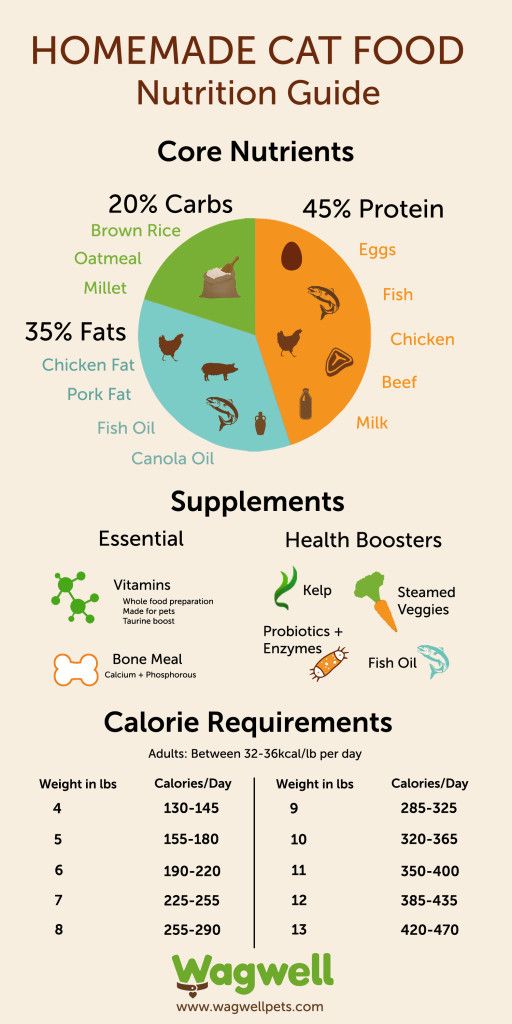 HOMEMADE CAT FOOD
Nutrition Guide
Core Nutrients
20% Carbs
Brown Rice
Oatmeal
Millet
45% Protein
Eggs
Fish
Chicken
Beef
Milk
35% Fats
Chicken Fat
Pork Fat
Fish Oil
Canola Oil
Supplements
Essential
Vitamins
Whole food preparation
Made for pets
Taurine boost
Bone Meal
Calcium + Phosphorous
Health Boosters
Kelp
Steamed
Veggies
Probiotics +
Enzymes
Fish Oil
Calorie Requirements
Adults: Between 32-36kcal/lb per day
Weight in lbs Calories/Day Weight in lbs Calories/Day
4 130-145 9 285-325
5 155-180 10 320-365
6 190-220 11 350-400
7 225-255 12 385-435
8 255-290 13 420-470
Wagwell
www.wagwellpets.com